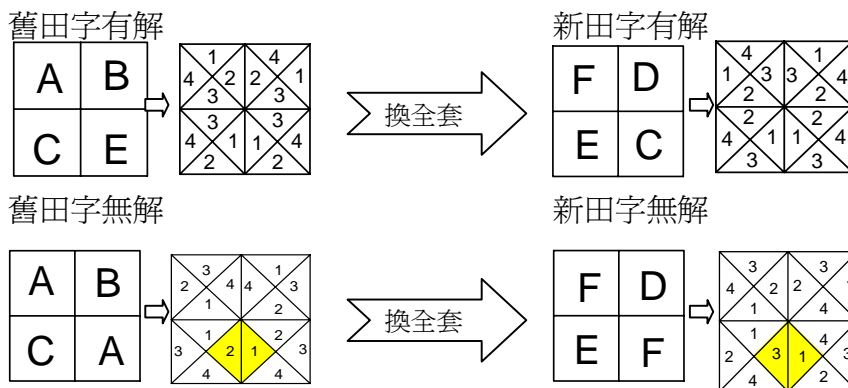 舊田字有解
A B
C E
1 4
4 2 2 1
3 3
3 3
4 1 1 4
2 2
換全套
新田字有解
F D
E C
4 1
1 3 3 4
2 2
2 2
4 1 1 4
3 3
舊田字無解
A B
C A
3 1
2 4 4 3
1 2
1 2
3 2 1 3
4 4
換全套
新田字無解
F D
E F
3 3
4 2 2
1 4
1 4
2 3 1 3
4 2